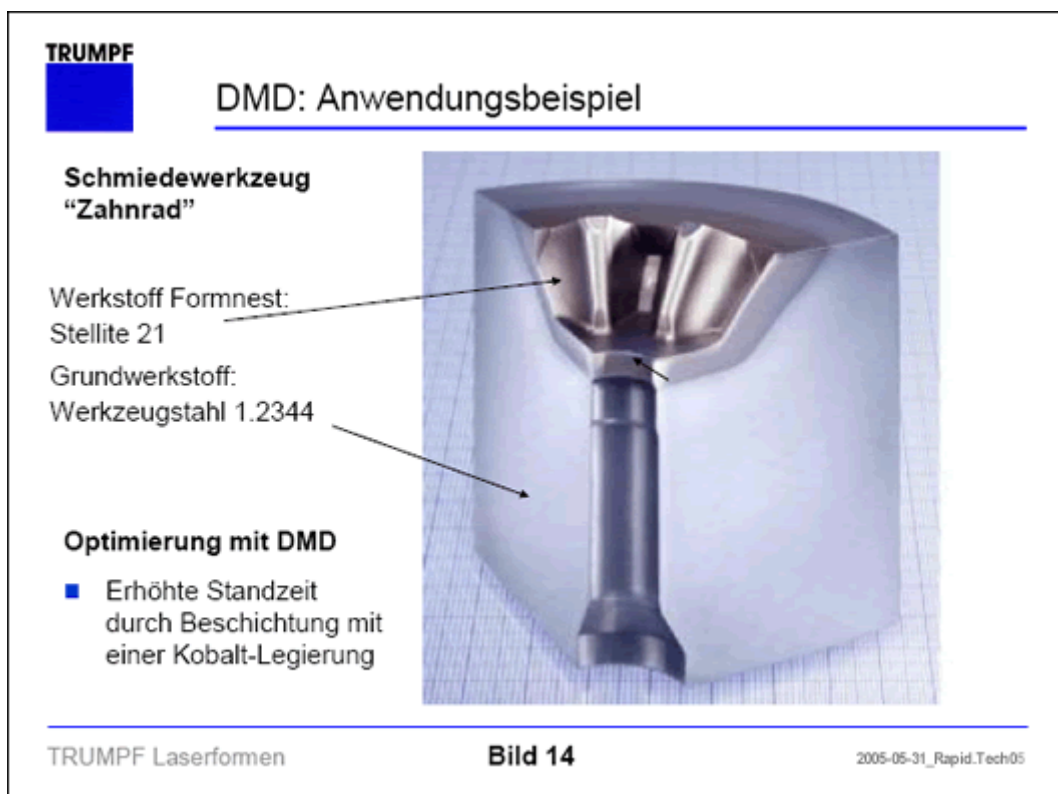 TRUMPF
DMD: Anwendungsbeispiel
Schmiedewerkzeug
“Zahnrad”
Werkstoff Formnest:
Stellite 21
Grundwerkstoff:
Werkzeugstahl 1.2344
Optimierung mit DMD
Erhöhte Standzeit
durch Beschichtung mit
einer Kobalt-Legierung
TRUMPF Laserformen
Bild 14
2005-05-31_Rapid.Tech05